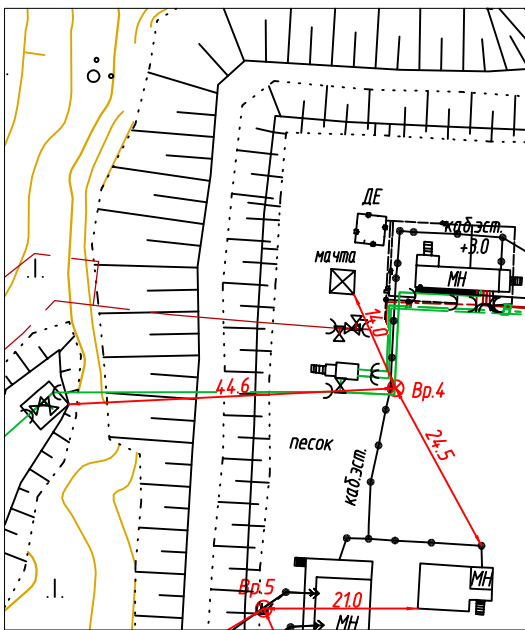 ДЕ
каб.эст.
+3.0
мачта
МН
14.0
44.6
Вр.4
24.5
песок
каб.эст.
Вр.5
21.0
МН
МН